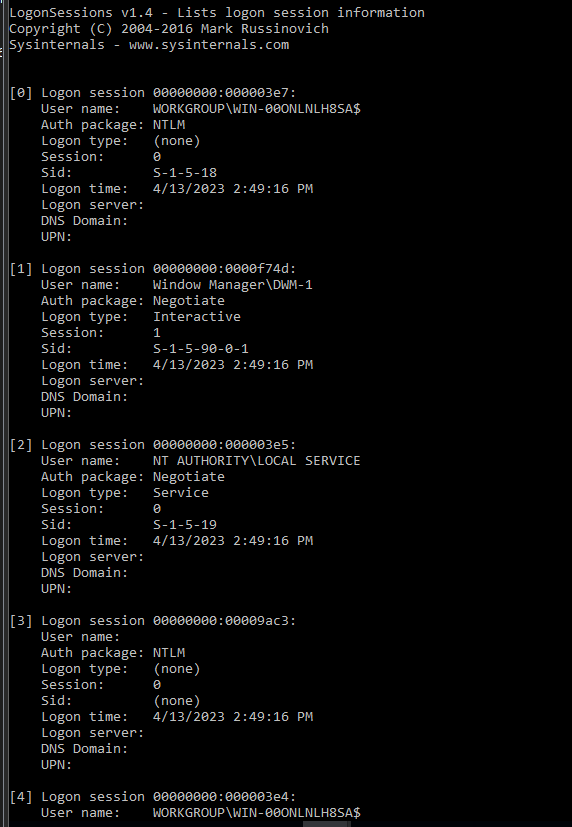 LogonSessions v1.4 - Lists logon session information
Copyright (C) 2004-2016 Mark Russinovich
Sysinternals - www.sysinternals.com
[0] Logon session 00000000:000003e7:
User name:    WORKGROUP\WIN-00ONLNLH8SA$
Auth package: NTLM
Logon type:   (none)
Session:      0
Sid:          S-1-5-18
Logon time:   4/13/2023 2:49:16 PM
Logon server:
DNS Domain:
UPN:
[1] Logon session 00000000:0000f74d:
User name:    Window Manager\DWM-1
Auth package: Negotiate
Logon type:   Interactive
Session:      1
Sid:          S-1-5-90-0-1
Logon time:   4/13/2023 2:49:16 PM
Logon server:
DNS Domain:
UPN:
[2] Logon session 00000000:000003e5:
User name:    NT AUTHORITY\LOCAL SERVICE
Auth package: Negotiate
Logon type:   Service
Session:      0
Sid:          S-1-5-19
Logon time:   4/13/2023 2:49:16 PM
Logon server:
DNS Domain:
UPN:
[3] Logon session 00000000:00009ac3:
User name:
Auth package: NTLM
Logon type:   (none)
Session:      0
Sid:          (none)
Logon time:   4/13/2023 2:49:16 PM
Logon server:
DNS Domain:
UPN:
[4] Logon session 00000000:000003e4:
User name:    WORKGROUP\WIN-00ONLNLH8SA$